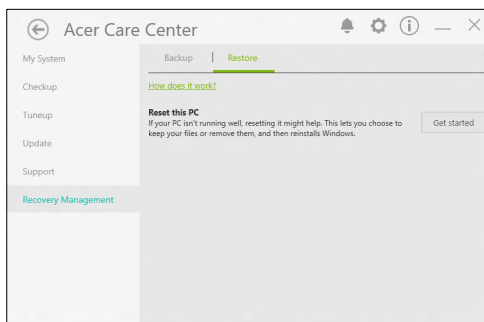 Acer Care Center
My System
Backup
Restore
Checkup
How does it work?
Tuneup
Reset this PC
If your PC isn't running well, resetting it might help. This lets you choose to
keep your files or remove them, and then reinstalls Windows.
Get started
Update
Support
Recovery Management